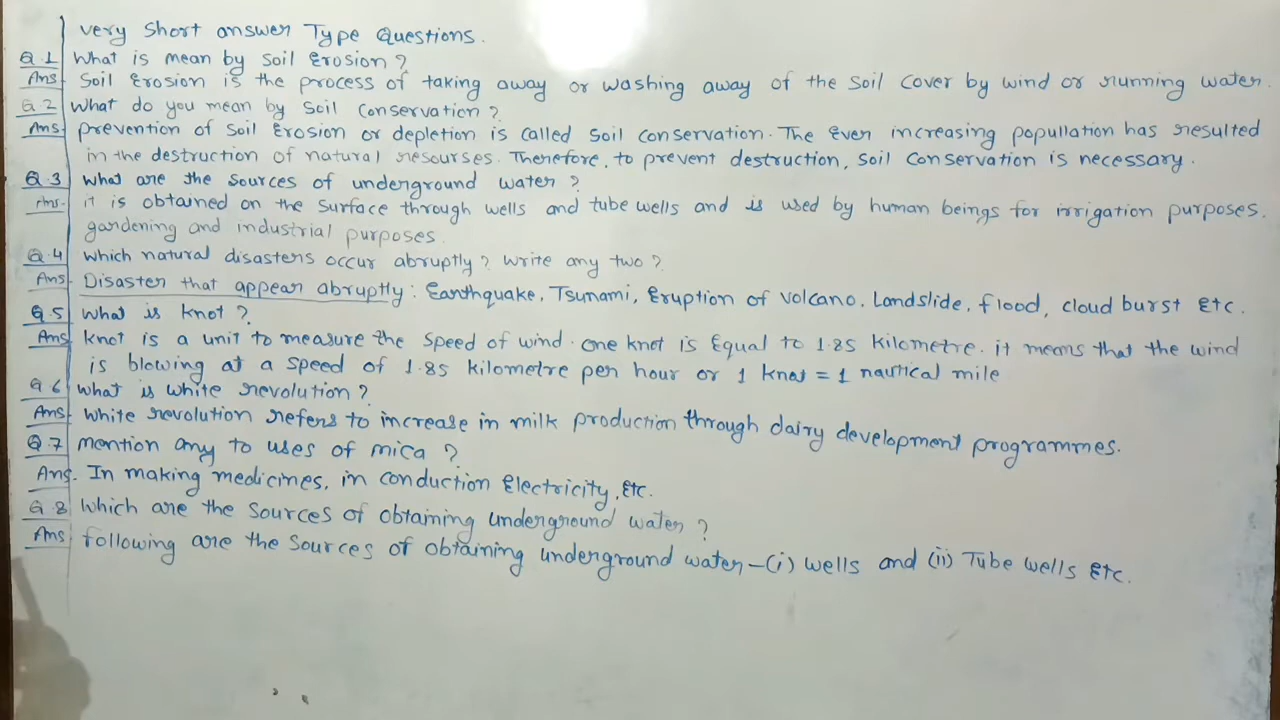 Very Short answer Type Questions.
Q.1 What is mean by Soil Erosion?
Ans. Soil Erosion is the process of taking away or washing away of the Soil cover by wind or running water.
Q.2 What do you mean by Soil Conservation?
Ans. prevention of Soil Erosion or depletion is called Soil conservation. The Ever increasing popullation has resulted
in the destruction of natural resourses. Therefore, to prevent destruction, Soil Conservation is necessary.
Q.3 What are the Sources of underground water?
Ans. it is obtained on the Surface through wells and tube wells and is used by human beings for irrigation purposes.
gardening and industrial purposes.
Q.4 which natural disasters occur abruptly? Write any two?
Ans. Disaster that appear abruptly: Earthquake, Tsunami, Eruption of volcano. Landslide, flood, cloud burst Etc.
Q.5 What is knot?
Ans. knot is a unit to measure the Speed of wind. one knot is Equal to 1.85 kilometre. it means that the wind
is blowing at a speed of 1.85 kilometre per hour or 1 knot = 1 nautical mile
Q.6 What is white revolution?
Ans. White revolution refers to increase in milk production through dairy development programmes.
Q.7 mention any to uses of mica?
Ans. In making medicines, in conduction Electricity, Etc.
Q.8 Which are the Sources of obtaining underground water?
Ans following are the Sources of obtaining underground water-(i) wells and (ii) Tube wells Etc.